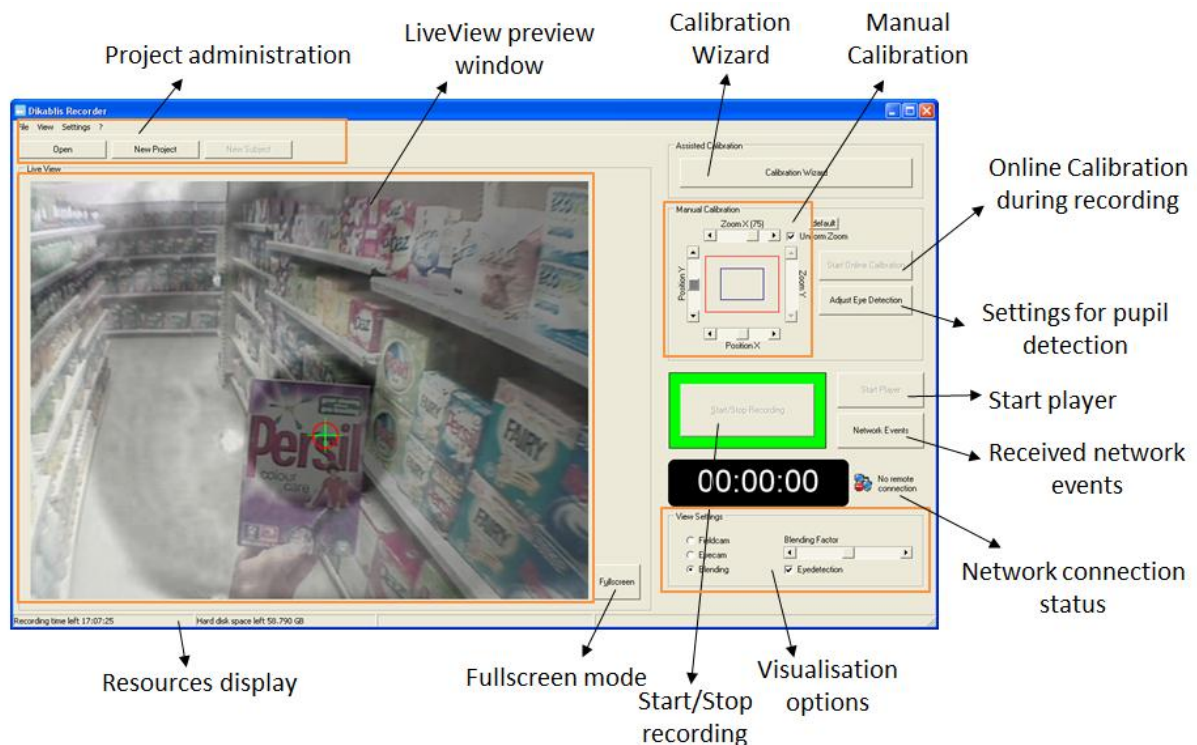 Project administration
LiveView preview
window
Calibration
Wizard
Manual
Calibration
Dikablis Recorder
File View Settings ?
Open
New Project
New Subject
Live View
Assisted Calibration
Calibration Wizard
Manual Calibration
Zoom X (75)
default
Uniform Zoom
Position Y
Zoom Y
Position X
Start Online Calibration
Adjust Eye Detection
Online Calibration
during recording
Settings for pupil
detection
Start/Stop Recording
Start Player
Network Events
Start player
Received network
events
00:00:00
No remote
connection
Network connection
status
View Settings
Fieldcam
Eyecam
Blending
Blending Factor
Eyedetection
Persil
colour
care
FAIRY
FAIRY
Fullscreen
Recording time left 17:07:25
Hard disk space left 58.790 GB
Resources display
Fullscreen mode
Start/Stop
recording
Visualisation
options